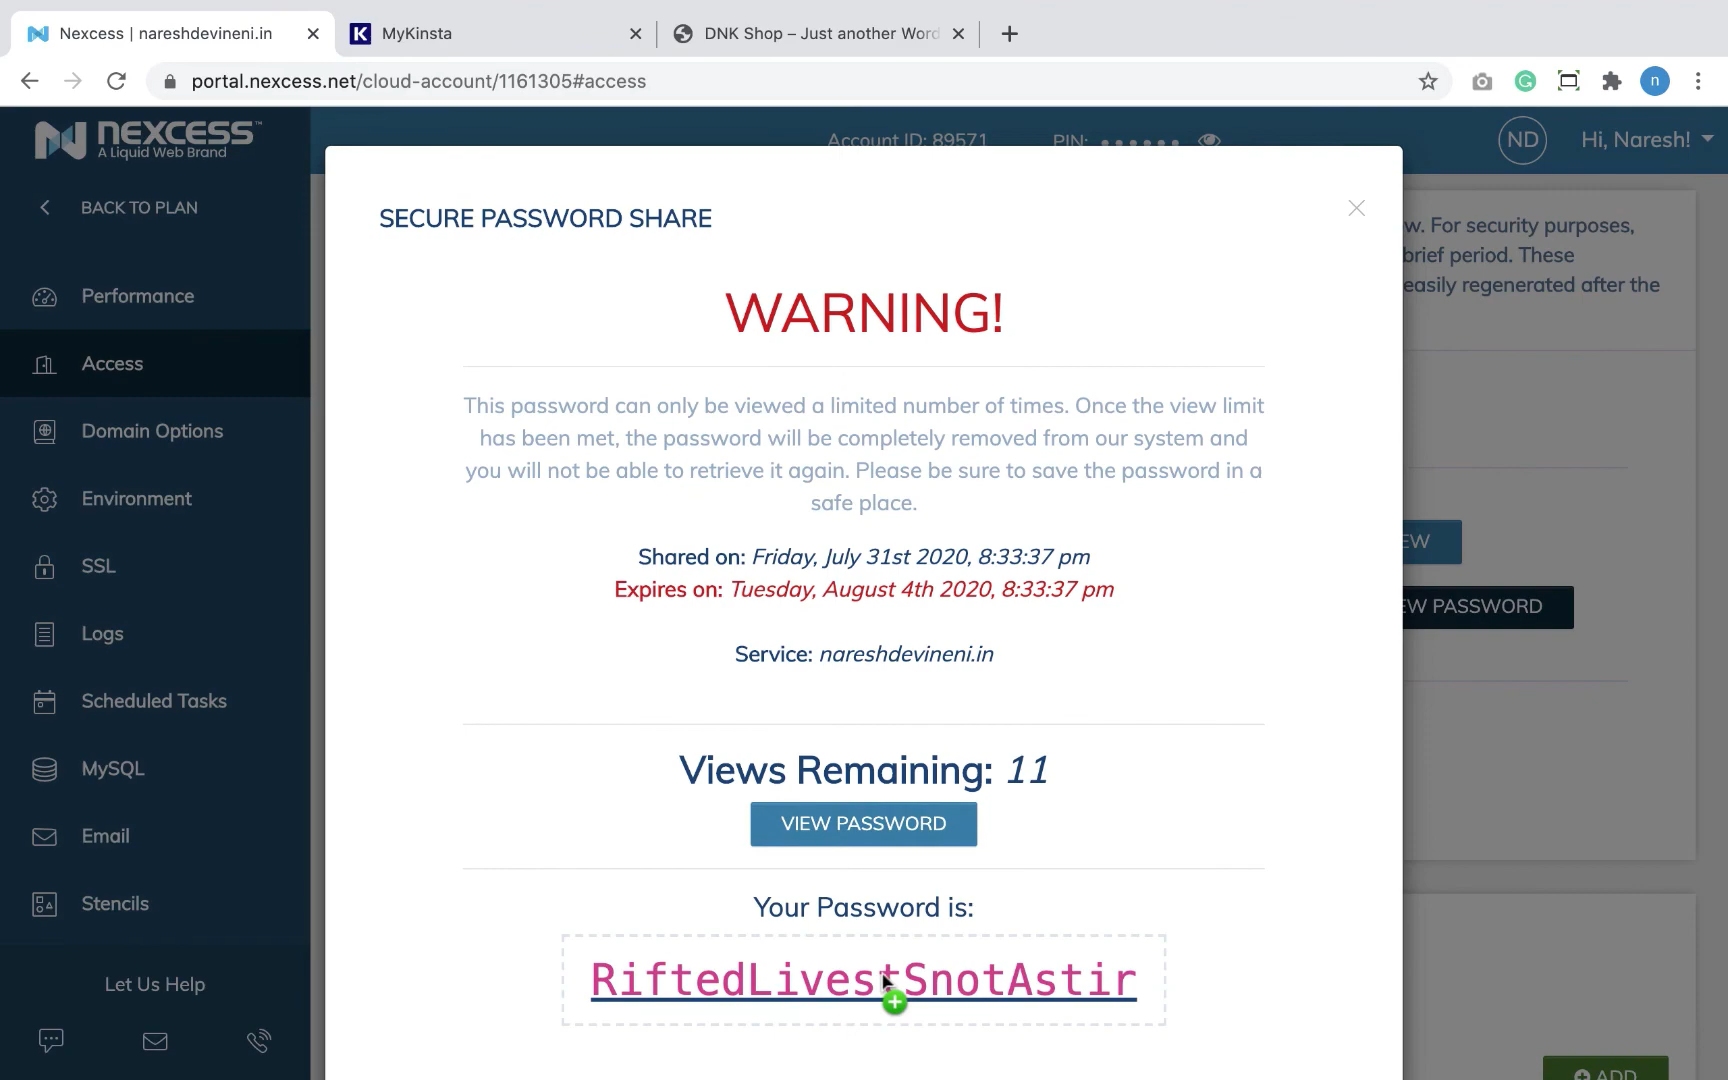 Nexcess | nareshdevineni.in
MyKinsta
DNK Shop – Just another Word
portal.nexcess.net/cloud-account/1161305#access
n
NEXCESS™
A Liquid Web Brand
Account ID: 89571
PIN:
ND
Hi, Naresh!
BACK TO PLAN
Performance
Access
Domain Options
Environment
SSL
Logs
Scheduled Tasks
MySQL
Email
Stencils
Let Us Help
SECURE PASSWORD SHARE
WARNING!
This password can only be viewed a limited number of times. Once the view limit
has been met, the password will be completely removed from our system and
you will not be able to retrieve it again. Please be sure to save the password in a
safe place.
Shared on: Friday, July 31st 2020, 8:33:37 pm
Expires on: Tuesday, August 4th 2020, 8:33:37 pm
Service: nareshdevineni.in
Views Remaining: 11
VIEW PASSWORD
Your Password is:
RiftedLivestSnotAstir
w. For security purposes,
brief period. These
easily regenerated after the
EW
EW PASSWORD
ADD